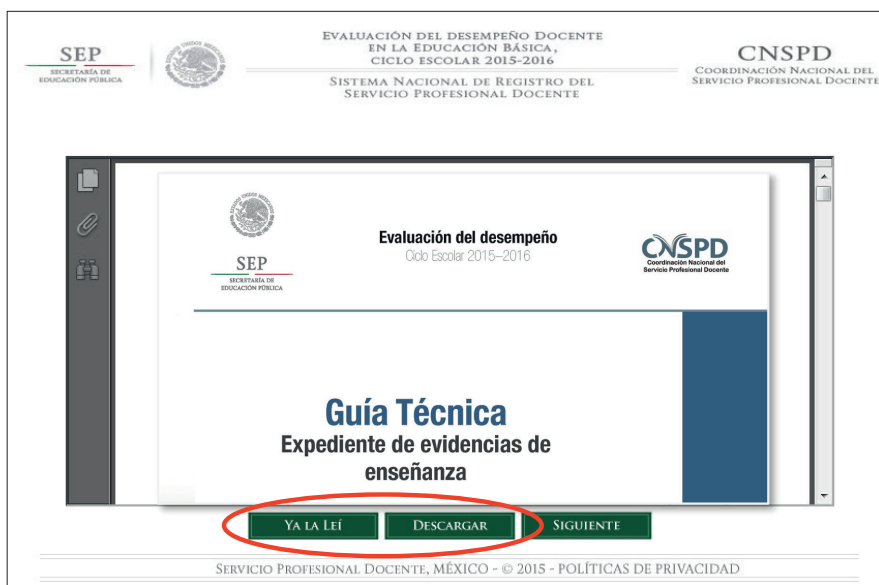 SEP
SECRETARÍA DE
EDUCACIÓN PÚBLICA
EVALUACIÓN DEL DESEMPEÑO DOCENTE
EN LA EDUCACIÓN BÁSICA,
CICLO ESCOLAR 2015-2016
SISTEMA NACIONAL DE REGISTRO DEL
SERVICIO PROFESIONAL DOCENTE
CNSPD
COORDINACIÓN NACIONAL DEL
SERVICIO PROFESIONAL DOCENTE
SEP
SECRETARÍA DE
EDUCACIÓN PÚBLICA
Evaluación del desempeño
Ciclo Escolar 2015–2016
CNSPD
Coordinación Nacional del
Servicio Profesional Docente
Guía Técnica
Expediente de evidencias de
enseñanza
YA LA LEÍ
DESCARGAR
SIGUIENTE
SERVICIO PROFESIONAL DOCENTE, MÉXICO - © 2015 - POLÍTICAS DE PRIVACIDAD